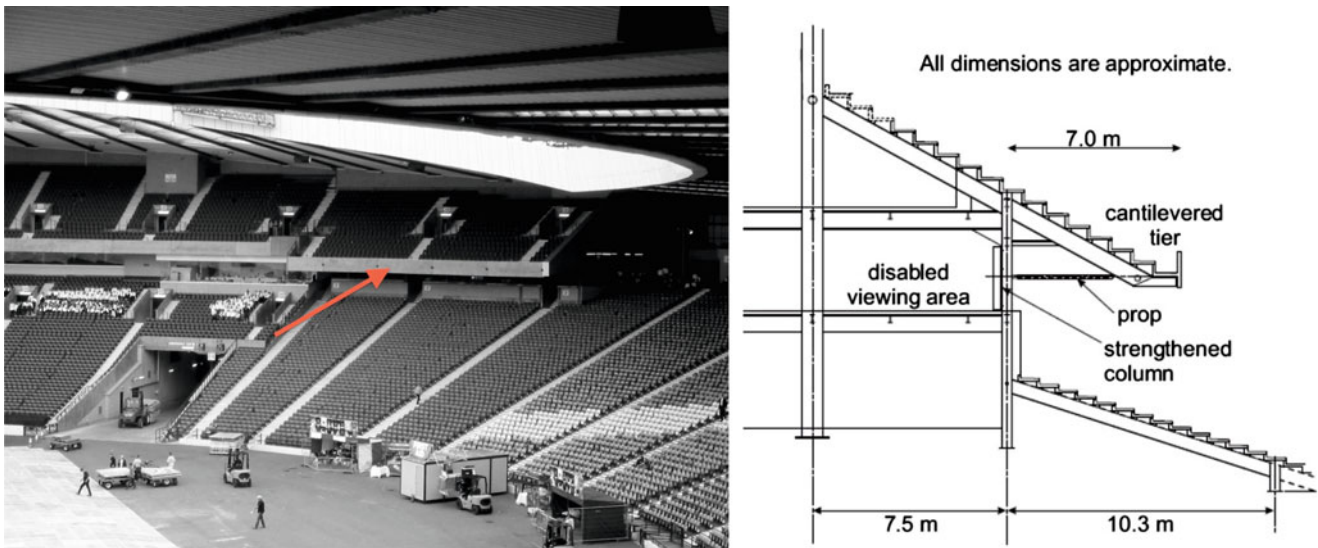 All dimensions are approximate.
7.0 m
cantilevered
tier
disabled
viewing area
prop
strengthened
column
7.5 m
10.3 m